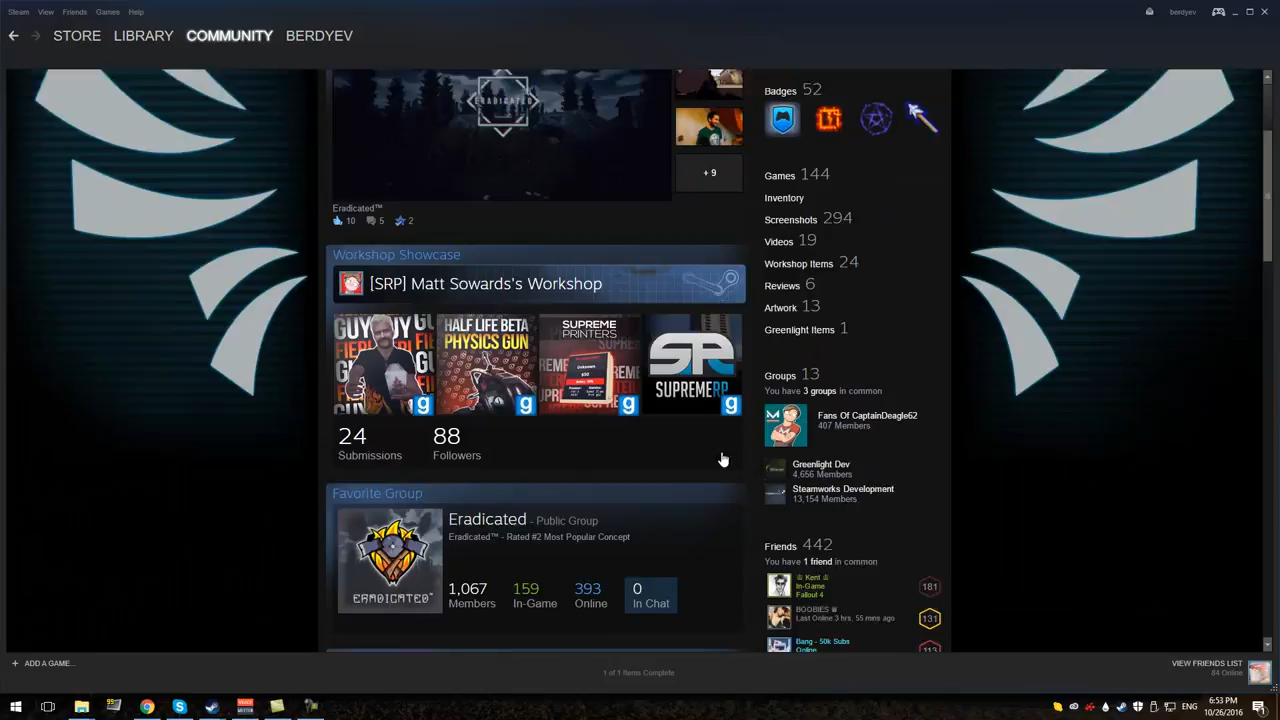 Steam View Friends Games Help
berdyev
STORE LIBRARY COMMUNITY BERDYEV
ERADICATED
+ 9
Eradicated™
10 5 2
Workshop Showcase
[SRP] Matt Sowards's Workshop
HALF LIFE BETA
PHYSICS GUN
SUPREME
PRINTERS
SUPREMERP
24
Submissions
88
Followers
Favorite Group
ERADICATED
Eradicated - Public Group
Eradicated™ - Rated #2 Most Popular Concept
1,067
Members
159
In-Game
393
Online
0
In Chat
Badges 52
Games 144
Inventory
Screenshots 294
Videos 19
Workshop Items 24
Reviews 6
Artwork 13
Greenlight Items 1
Groups 13
You have 3 groups in common
Fans Of CaptainDeagle62
407 Members
Greenlight Dev
4,656 Members
Steamworks Development
13,154 Members
Friends 442
You have 1 friend in common
Kent
In-Game
Fallout 4
181
BOOBIES
Last Online 3 hrs, 55 mins ago
131
Bang - 50k Subs
Online
113
+ ADD A GAME...
1 of 1 Items Complete
VIEW FRIENDS LIST
84 Online
ENG
6:53 PM
10/26/2016